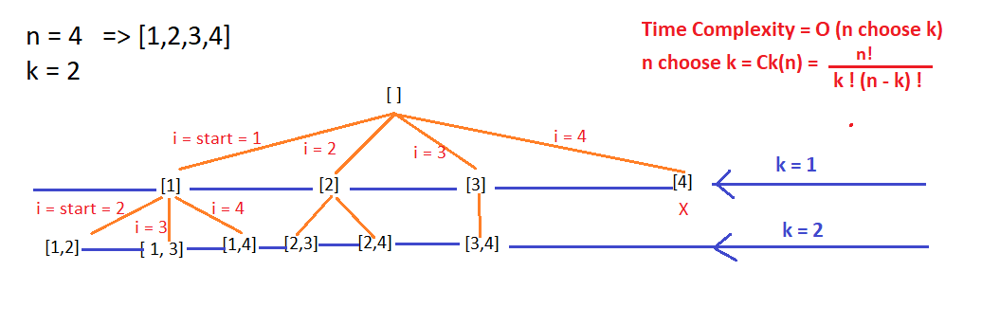 n = 4 => [1,2,3,4]
k = 2
Time Complexity = O (n choose k)
n choose k = Ck(n) = n! / k ! (n - k) !
[ ]
i = start = 1
i = 2
i = 3
i = 4
k = 1
[1]
[2]
[3]
[4]
X
i = start = 2
i = 3
i = 4
k = 2
[1,2]
[ 1, 3]
[1,4]
[2,3]
[2,4]
[3,4]